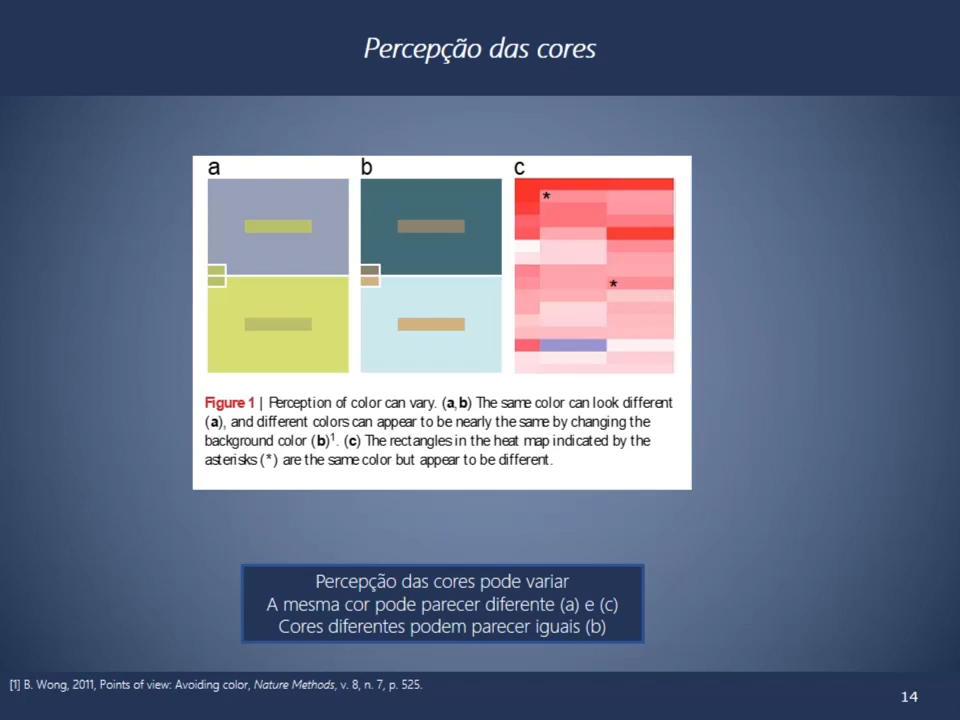 Percepção das cores
a b c
*
*
Figure 1 | Perception of color can vary. (a,b) The same color can look different
(a), and different colors can appear to be nearly the same by changing the
background color (b)1. (c) The rectangles in the heat map indicated by the
asterisks (*) are the same color but appear to be different.
Percepção das cores pode variar
A mesma cor pode parecer diferente (a) e (c)
Cores diferentes podem parecer iguais (b)
[1] B. Wong, 2011, Points of view: Avoiding color, Nature Methods, v. 8, n. 7, p. 525.
14